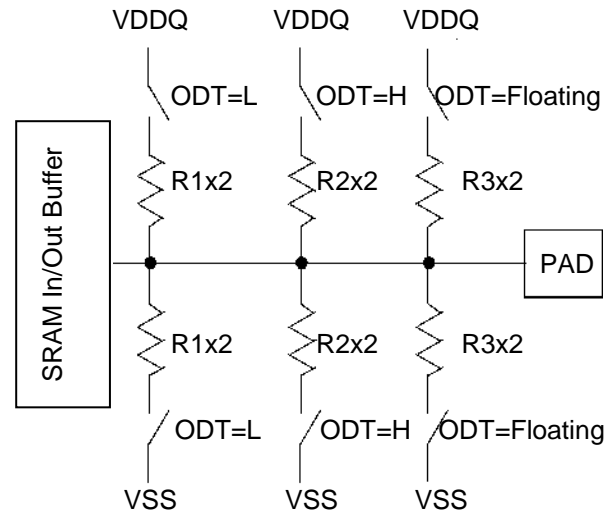 VDDQ VDDQ VDDQ
ODT=L ODT=H ODT=Floating
R1x2 R2x2 R3x2
SRAM In/Out Buffer
PAD
R1x2 R2x2 R3x2
ODT=L ODT=H ODT=Floating
VSS VSS VSS